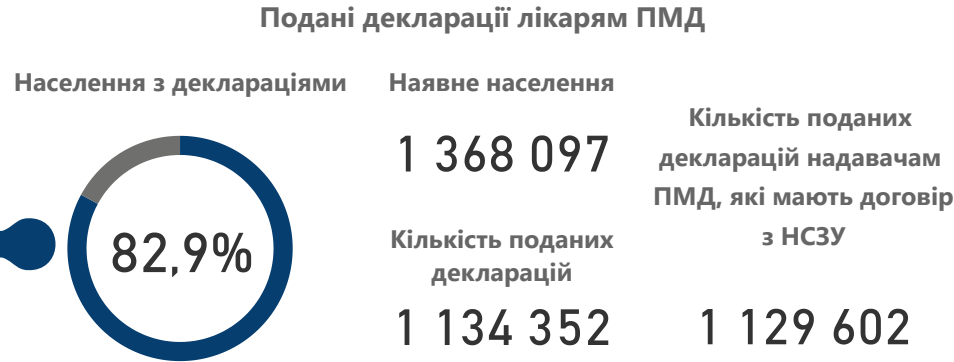 Подані декларації лікарям ПМД
Населення з деклараціями
82,9%
Наявне населення
1 368 097
Кількість поданих
декларацій
1 134 352
Кількість поданих
декларацій надавачам
ПМД, які мають договір
з НСЗУ
1 129 602